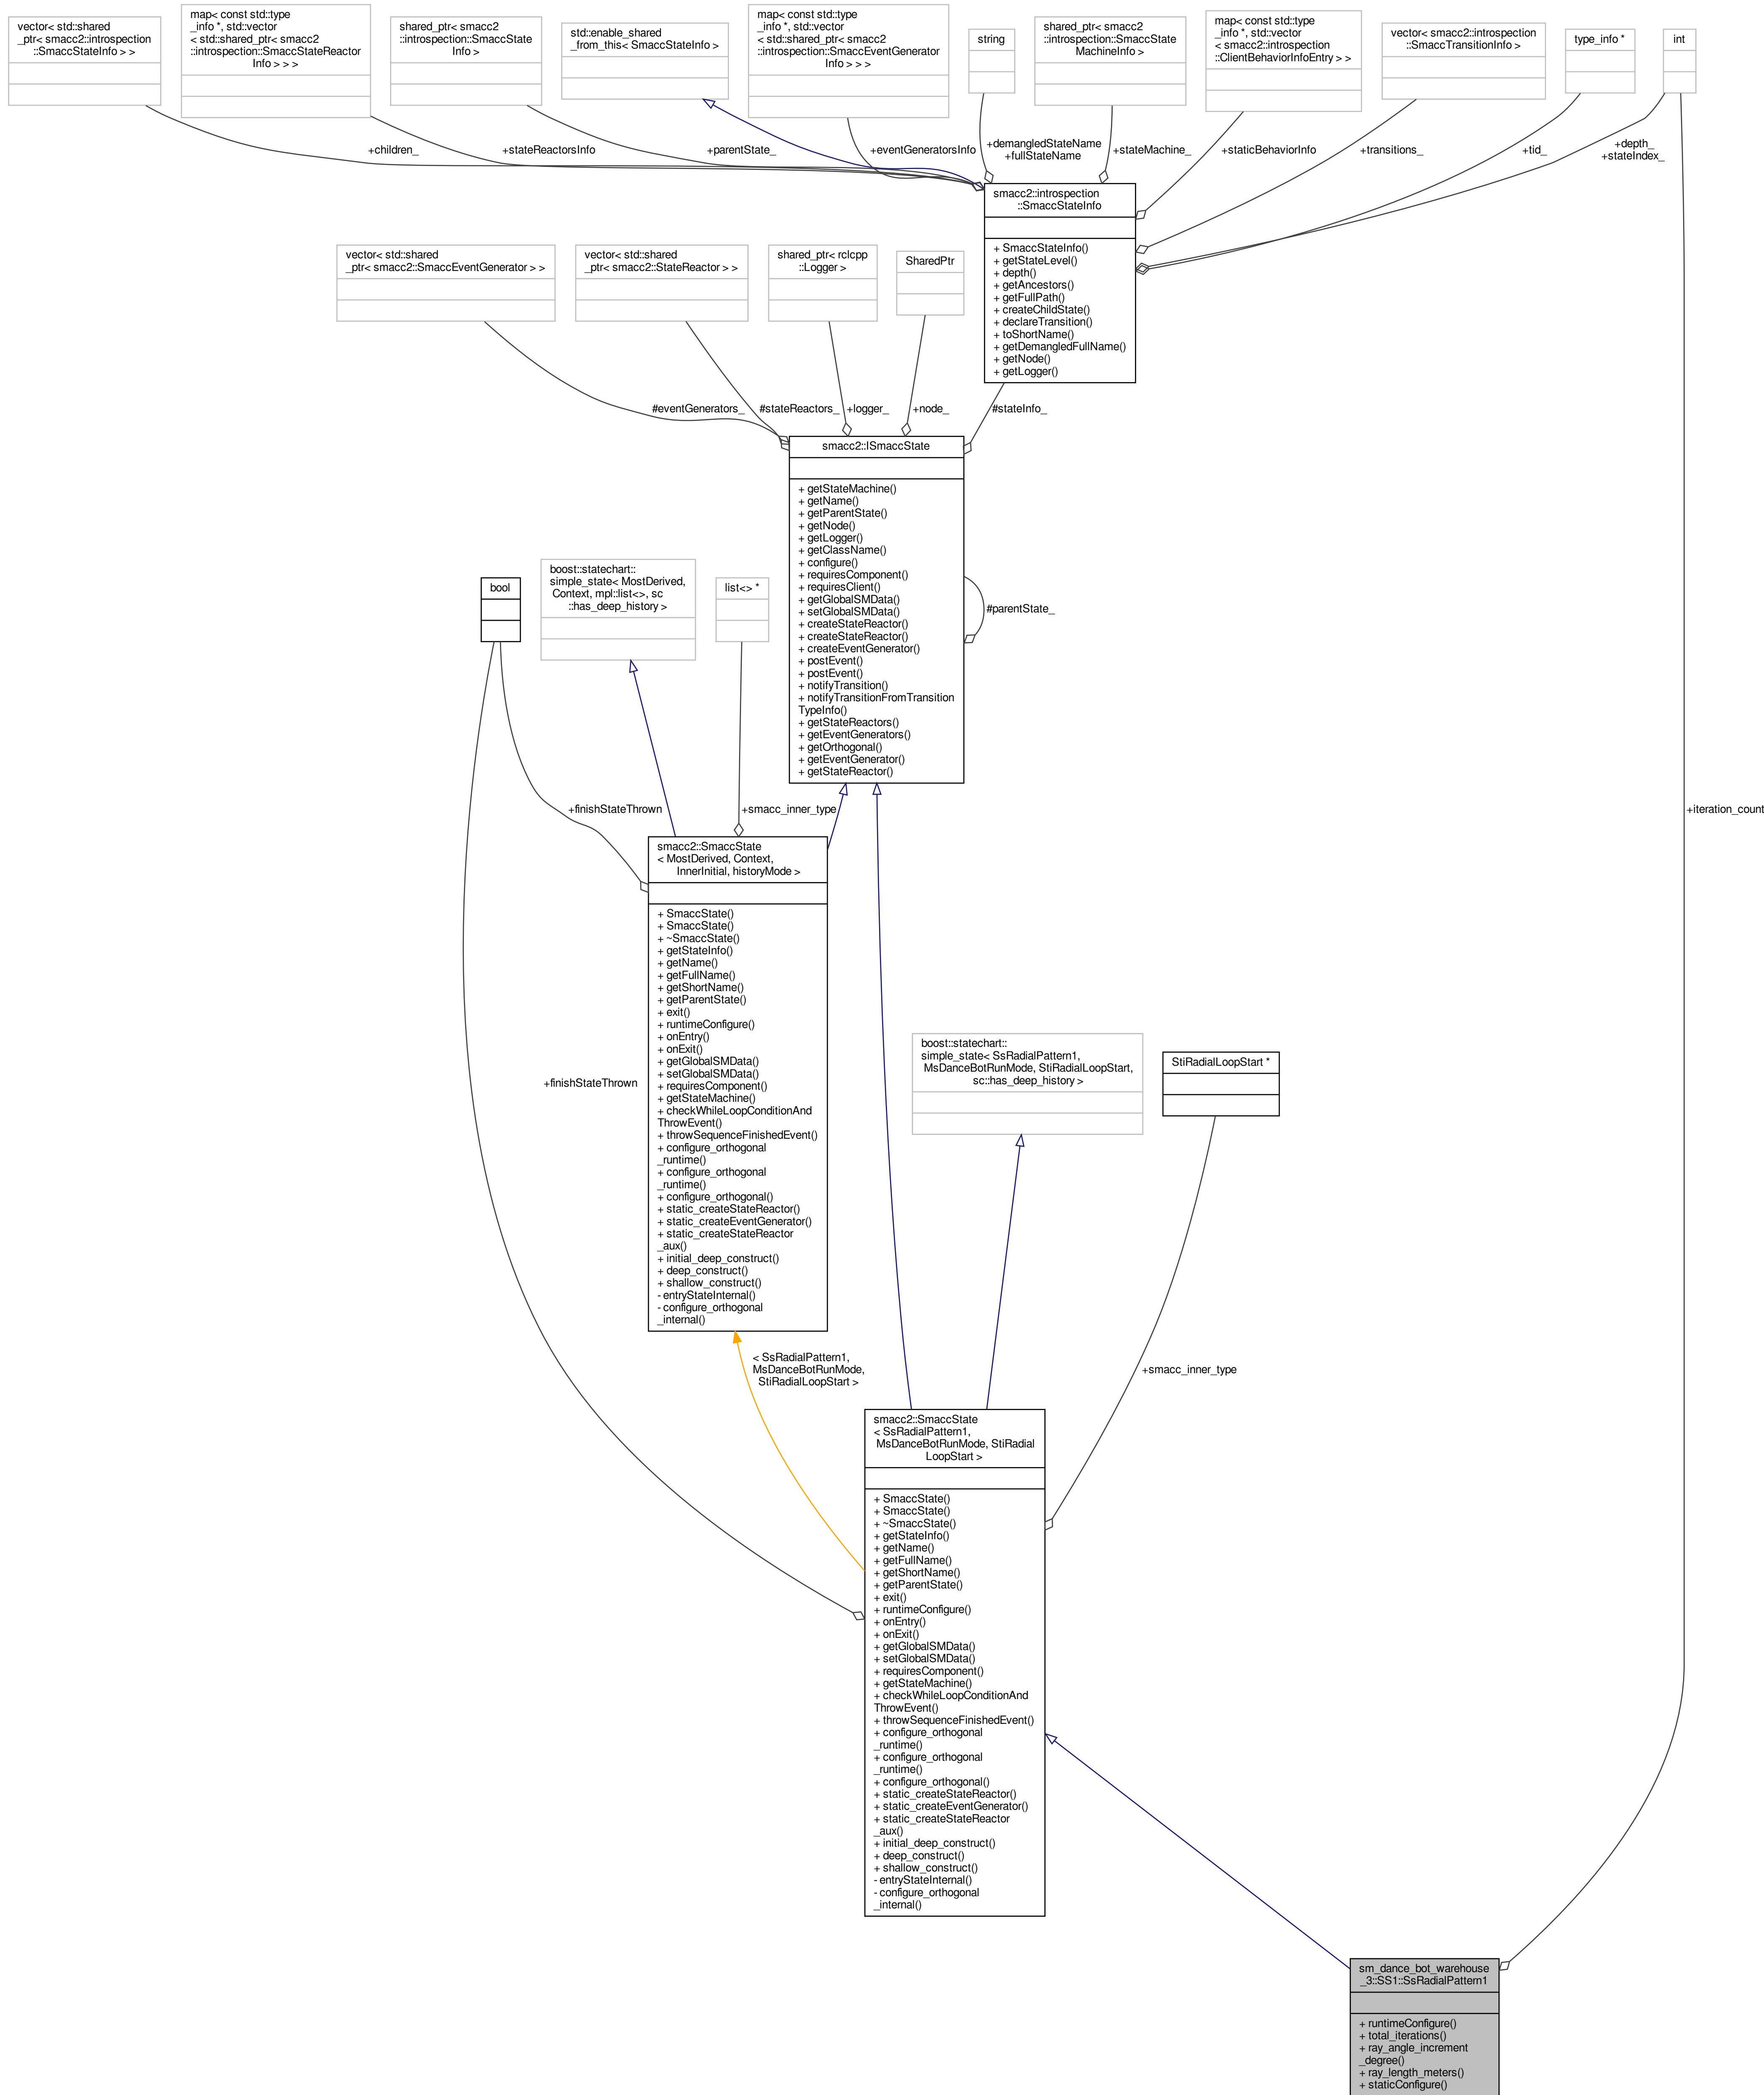 vector< std::shared
_ptr< smacc2::introspection
::SmaccStateInfo > >
map< const std::type
_info *, std::vector
< std::shared_ptr< smacc2
::introspection::SmaccStateReactor
Info > > >
shared_ptr< smacc2
::introspection::SmaccState
Info >
std::enable_shared
_from_this< SmaccStateInfo >
map< const std::type
_info *, std::vector
< std::shared_ptr< smacc2
::introspection::SmaccEventGenerator
Info > > >
string
shared_ptr< smacc2
::introspection::SmaccState
MachineInfo >
map< const std::type
_info *, std::vector
< smacc2::introspection
::ClientBehaviorInfoEntry > >
vector< smacc2::introspection
::SmaccTransitionInfo >
type_info *
int
+children_
+stateReactorsInfo
+parentState_
+eventGeneratorsInfo
+demangledStateName
+fullStateName
+stateMachine_
+staticBehaviorInfo
+transitions_
+tid_
+depth_
+stateIndex_
smacc2::introspection
::SmaccStateInfo
+ SmaccStateInfo()
+ getStateLevel()
+ depth()
+ getAncestors()
+ getFullPath()
+ createChildState()
+ declareTransition()
+ toShortName()
+ getDemangledFullName()
+ getNode()
+ getLogger()
vector< std::shared
_ptr< smacc2::SmaccEventGenerator > >
vector< std::shared
_ptr< smacc2::StateReactor > >
shared_ptr< rclcpp
::Logger >
SharedPtr
#eventGenerators_
#stateReactors_
+logger_
+node_
#stateInfo_
smacc2::ISmaccState
+ getStateMachine()
+ getName()
+ getParentState()
+ getNode()
+ getLogger()
+ getClassName()
+ configure()
+ requiresComponent()
+ requiresClient()
+ getGlobalSMData()
+ setGlobalSMData()
+ createStateReactor()
+ createStateReactor()
+ createEventGenerator()
+ postEvent()
+ postEvent()
+ notifyTransition()
+ notifyTransitionFromTransition
TypeInfo()
+ getStateReactors()
+ getEventGenerators()
+ getOrthogonal()
+ getEventGenerator()
+ getStateReactor()
#parentState_
bool
boost::statechart::
simple_state< MostDerived,
Context, mpl::list<>, sc
::has_deep_history >
list<> *
+finishStateThrown
+smacc_inner_type
+iteration_count
smacc2::SmaccState
< MostDerived, Context,
InnerInitial, historyMode >
+ SmaccState()
+ SmaccState()
+ ~SmaccState()
+ getStateInfo()
+ getName()
+ getFullName()
+ getShortName()
+ getParentState()
+ exit()
+ runtimeConfigure()
+ onEntry()
+ onExit()
+ getGlobalSMData()
+ setGlobalSMData()
+ requiresComponent()
+ getStateMachine()
+ checkWhileLoopConditionAnd
ThrowEvent()
+ throwSequenceFinishedEvent()
+ configure_orthogonal
_runtime()
+ configure_orthogonal
_runtime()
+ configure_orthogonal()
+ static_createStateReactor()
+ static_createEventGenerator()
+ static_createStateReactor
_aux()
+ initial_deep_construct()
+ deep_construct()
+ shallow_construct()
- entryStateInternal()
- configure_orthogonal
_internal()
+finishStateThrown
boost::statechart::
simple_state< SsRadialPattern1,
MsDanceBotRunMode, StiRadialLoopStart,
sc::has_deep_history >
StiRadialLoopStart *
< SsRadialPattern1,
MsDanceBotRunMode,
StiRadialLoopStart >
+smacc_inner_type
smacc2::SmaccState
< SsRadialPattern1,
MsDanceBotRunMode, StiRadial
LoopStart >
+ SmaccState()
+ SmaccState()
+ ~SmaccState()
+ getStateInfo()
+ getName()
+ getFullName()
+ getShortName()
+ getParentState()
+ exit()
+ runtimeConfigure()
+ onEntry()
+ onExit()
+ getGlobalSMData()
+ setGlobalSMData()
+ requiresComponent()
+ getStateMachine()
+ checkWhileLoopConditionAnd
ThrowEvent()
+ throwSequenceFinishedEvent()
+ configure_orthogonal
_runtime()
+ configure_orthogonal
_runtime()
+ configure_orthogonal()
+ static_createStateReactor()
+ static_createEventGenerator()
+ static_createStateReactor
_aux()
+ initial_deep_construct()
+ deep_construct()
+ shallow_construct()
- entryStateInternal()
- configure_orthogonal
_internal()
sm_dance_bot_warehouse
_3::SS1::SsRadialPattern1
+ runtimeConfigure()
+ total_iterations()
+ ray_angle_increment
_degree()
+ ray_length_meters()
+ staticConfigure()